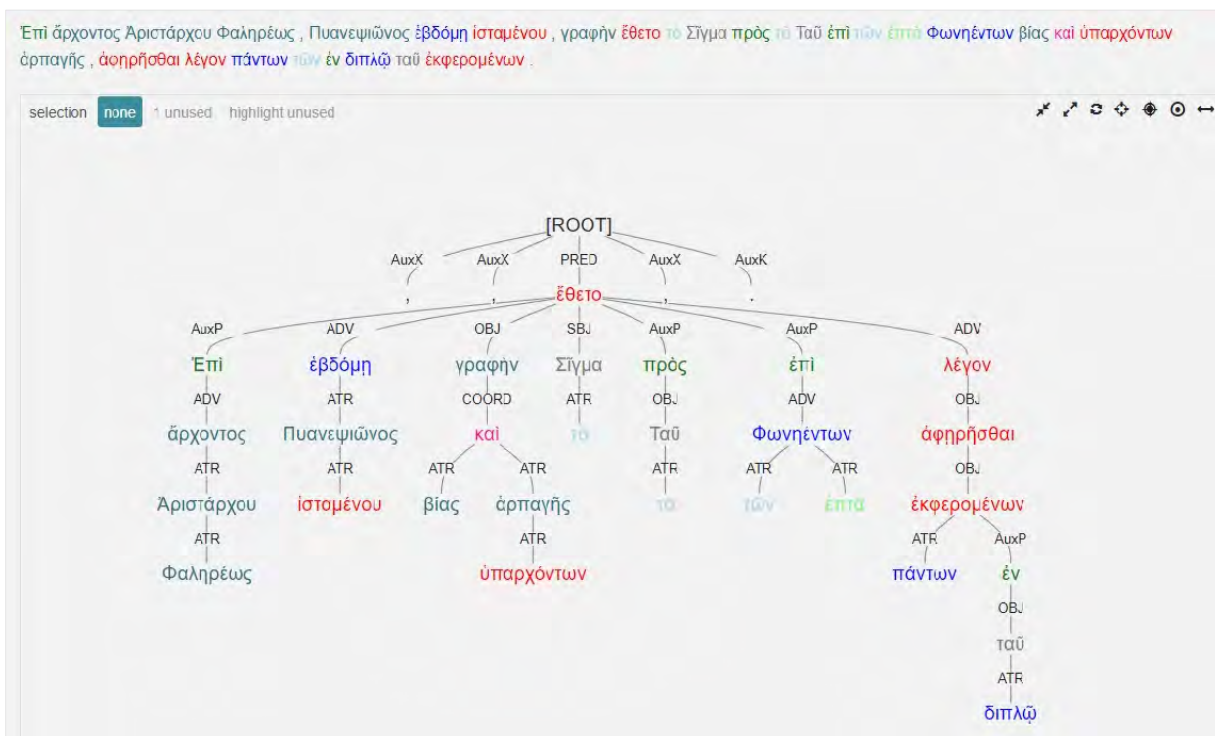 Ἐπὶ ἄρχοντος Ἀριστάρχου Φαληρέως , Πυανεψιῶνος ἑβδόμῃ ἱσταμένου , γραφὴν ἔθετο τὸ Σῖγμα πρὸς τὸ Ταῦ ἐπὶ τῶν ἑπτὰ Φωνηέντων βίας καὶ ὑπαρχόντων
ἁρπαγῆς , ἀφῃρῆσθαι λέγον πάντων τῶν ἐν διπλῷ ταῦ ἐκφερομένων .
selection none 1 unused highlight unused
[ROOT]
AuxX AuxX PRED AuxX AuxK
, , ἔθετο , .
AuxP ADV OBJ SBJ AuxP AuxP ADV
Ἐπὶ ἑβδόμῃ γραφὴν Σῖγμα πρὸς ἐπὶ λέγον
ADV ATR COORD ATR OBJ ADV OBJ
ἄρχοντος Πυανεψιῶνος καὶ τὸ Ταῦ Φωνηέντων ἀφῃρῆσθαι
ATR ATR ATR ATR ATR ATR ATR OBJ
Ἀριστάρχου ἱσταμένου βίας ἁρπαγῆς τὸ τῶν ἑπτὰ ἐκφερομένων
ATR ATR ATR AuxP
Φαληρέως ὑπαρχόντων πάντων ἐν
OBJ
ταῦ
ATR
διπλῷ